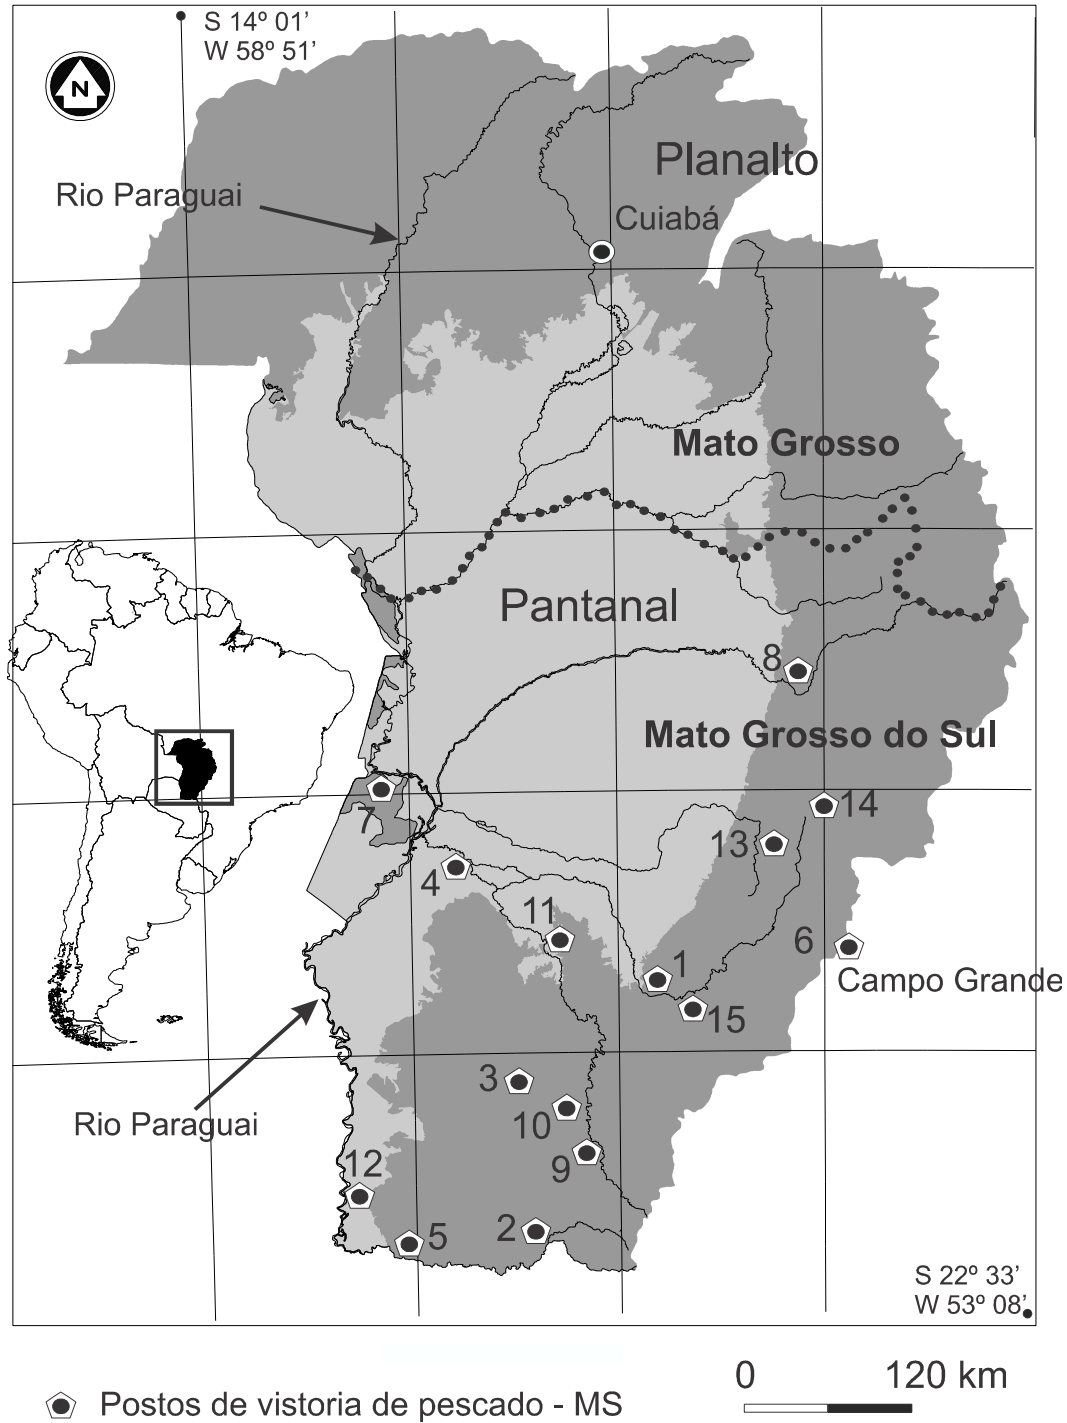 S 14º 01’
W 58º 51’
N
Planalto
Rio Paraguai
Cuiabá
Mato Grosso
Pantanal
8
Mato Grosso do Sul
14
7
13
4
11
6
1
Campo Grande
15
3
10
Rio Paraguai
9
12
2
5
S 22º 33’
W 53º 08’
0 120 km
Postos de vistoria de pescado - MS